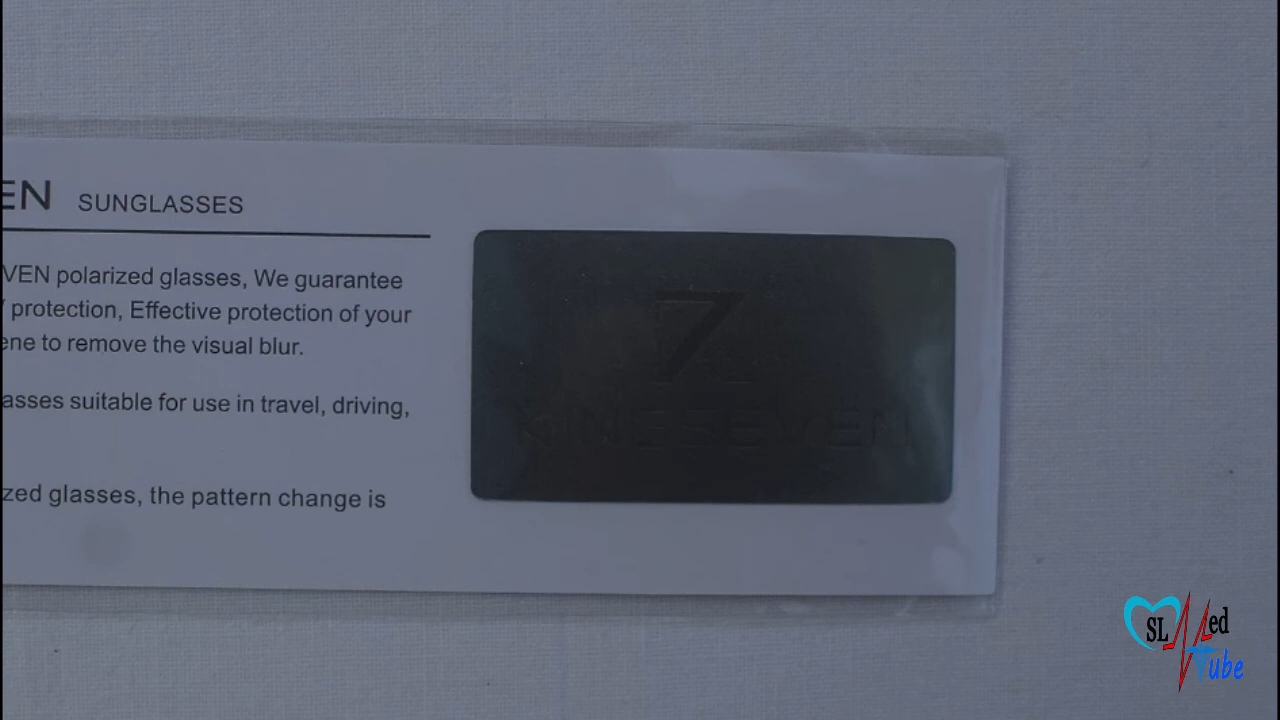 EN SUNGLASSES
VEN polarized glasses, We guarantee
protection, Effective protection of your
ene to remove the visual blur.
asses suitable for use in travel, driving,
zed glasses, the pattern change is
7
KINGSEVEN
SL Med
Tube